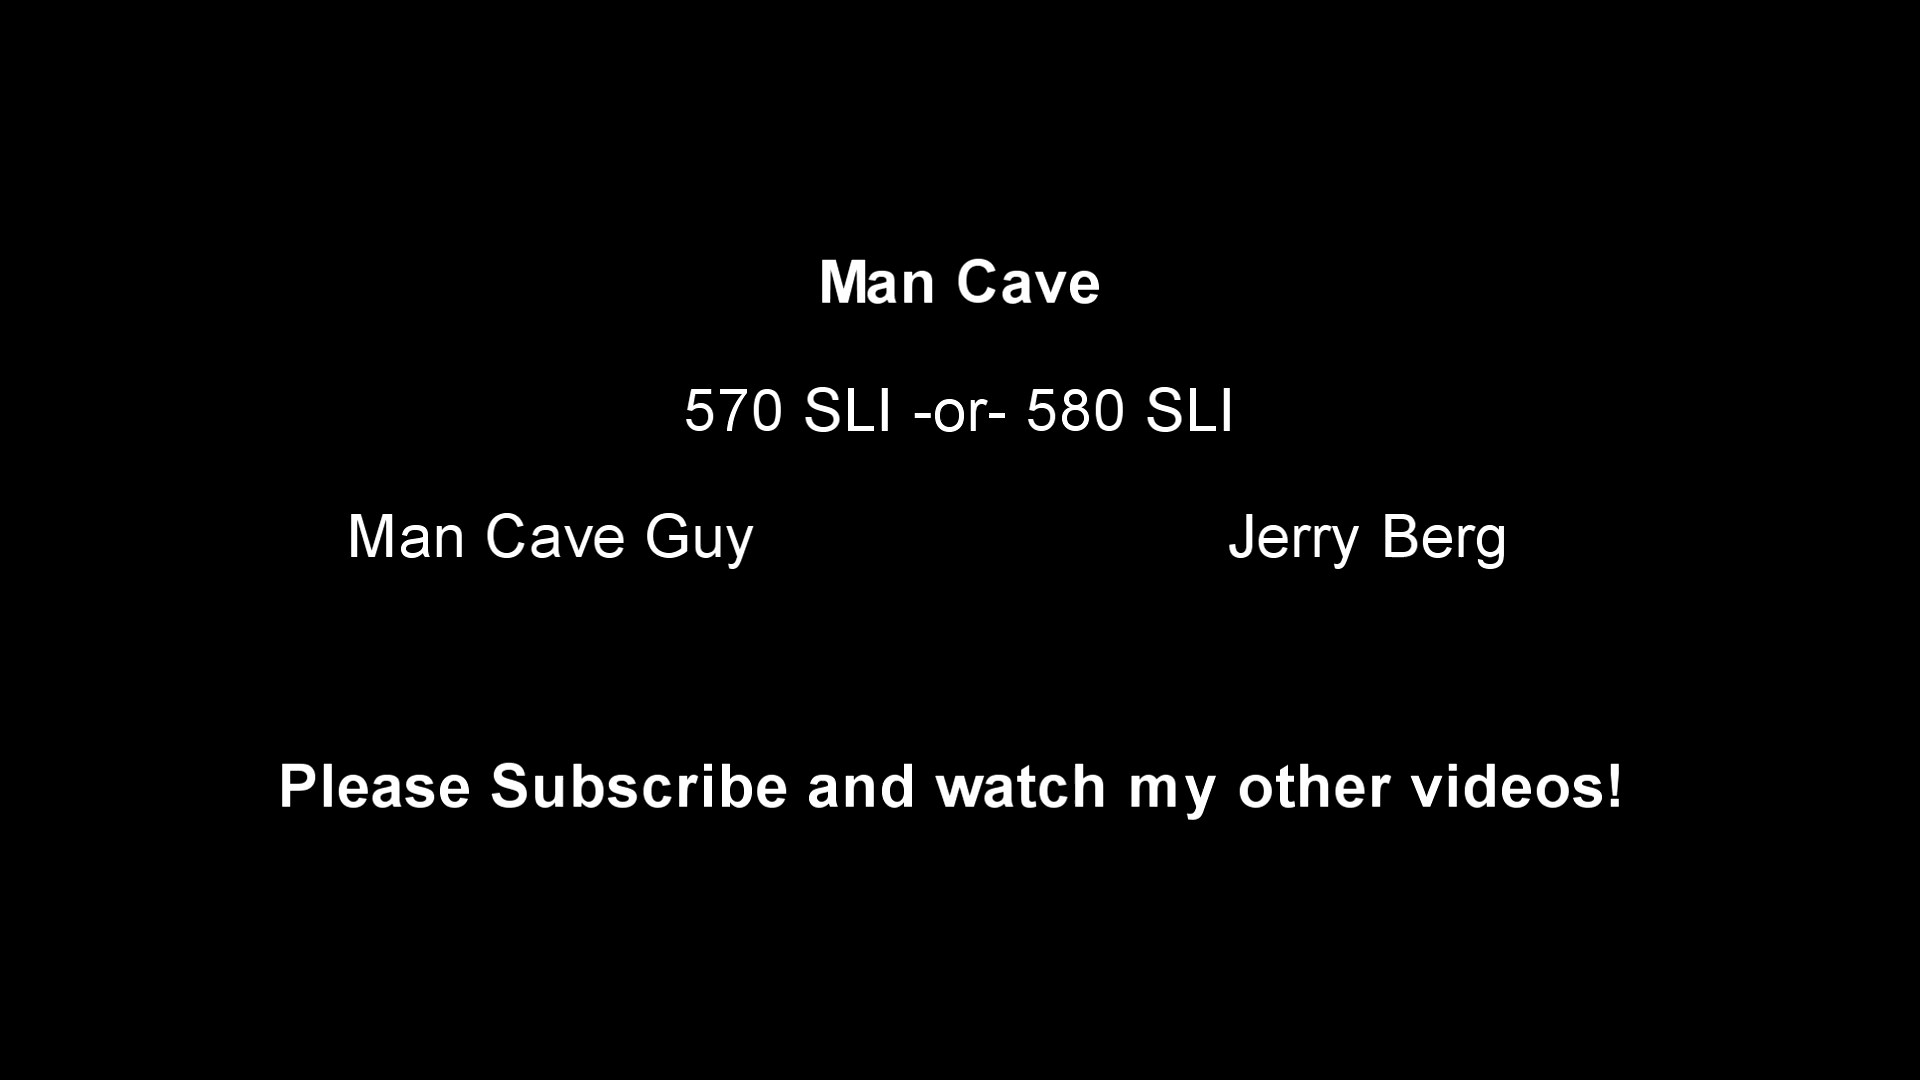 Man Cave
570 SLI -or- 580 SLI
Man Cave Guy Jerry Berg
Please Subscribe and watch my other videos!